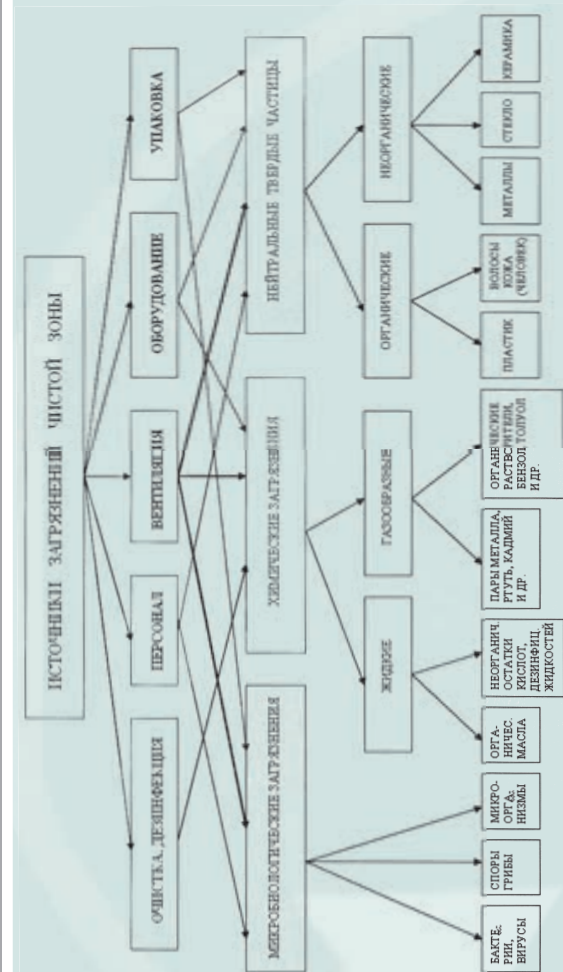 ИСТОЧНИКИ ЗАГРЯЗНЕНИЙ ЧИСТОЙ ЗОНЫ
ОЧИСТКА, ДЕЗИНФЕКЦИЯ
ПЕРСОНАЛ
ВЕНТИЛЯЦИЯ
ОБОРУДОВАНИЕ
УПАКОВКА
МИКРОБИОЛОГИЧЕСКИЕ ЗАГРЯЗНЕНИЯ
ХИМИЧЕСКИЕ ЗАГРЯЗНЕНИЯ
НЕЙТРАЛЬНЫЕ ТВЕРДЫЕ ЧАСТИЦЫ
ЖИДКИЕ
ГАЗООБРАЗНЫЕ
ОРГАНИЧЕСКИЕ
НЕОРГАНИЧЕСКИЕ
БАКТЕ&:
РИИ,
ВИРУСЫ
СПОРЫ
ГРИБЫ
МИКРО-
ОРГА&:
НИЗМЫ
ОРГА-
НИЧЕС.
МАСЛА
НЕОРГАНИЧ.
ОСТАТКИ
КИСЛОТ,
ДЕЗИНФИЦ.
ЖИДКОСТЕЙ
ПАРЫ МЕТАЛЛА,
РТУТЬ, КАДМИЙ
И ДР.
ОРГАНИЧЕСКИЕ
РАСТВОРИТЕЛИ,
БЕНЗОЛ ТОЛУОЛ
И ДР.
ПЛАСТИК
ВОЛОСЫ
КОЖА
(ЧЕЛОВЕК)
МЕТАЛЛЫ
СТЕКЛО
КЕРАМИКА